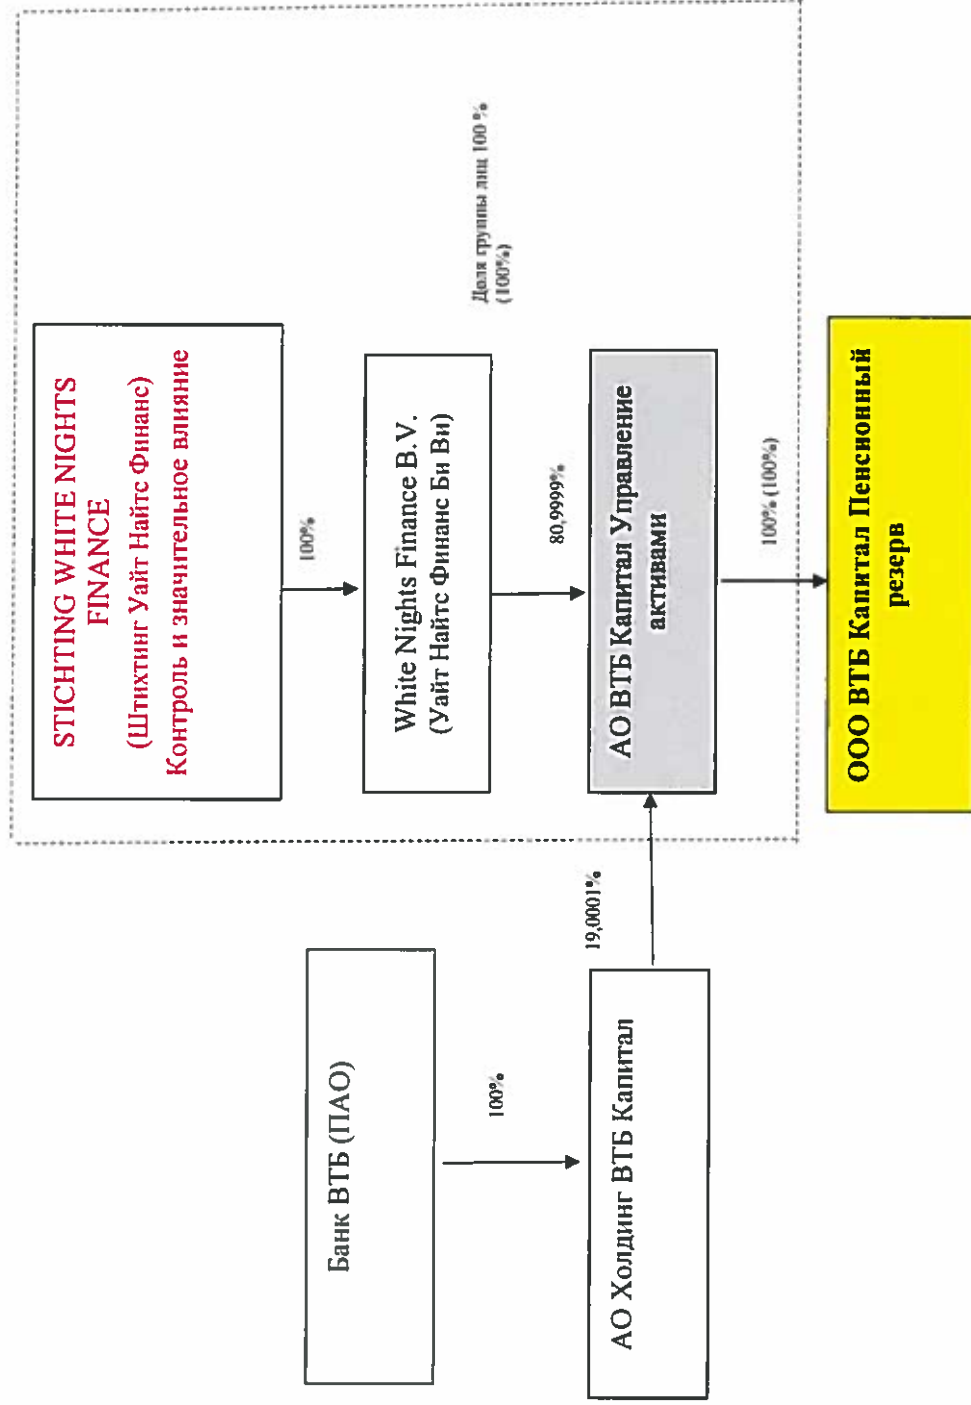 STICHTING WHITE NIGHTS
FINANCE
(Штихтинг Уайт Найтс Финанс)
Контроль и значительное влияние
100%
White Nights Finance B.V.
(Уайт Найтс Финанс Би Ви)
Доля группы лиц 100 %
(100%)
80,9999%
Банк ВТБ (ПАО)
100%
АО Холдинг ВТБ Капитал
19,0001%
АО ВТБ Капитал Управление
активами
100% (100%)
ООО ВТБ Капитал Пенсионный
резерв